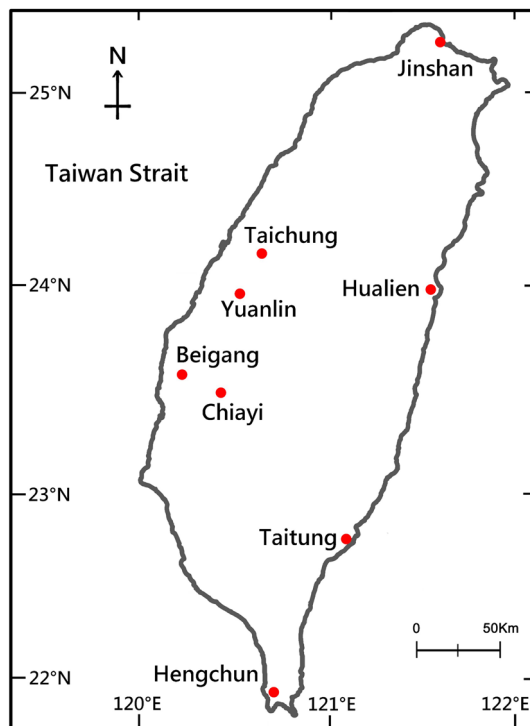 Jinshan
N
25°N
Taiwan Strait
Taichung
24°N
Hualien
Yuanlin
Beigang
Chiayi
23°N
Taitung
0 50Km
22°N
Hengchun
120°E 121°E 122°E